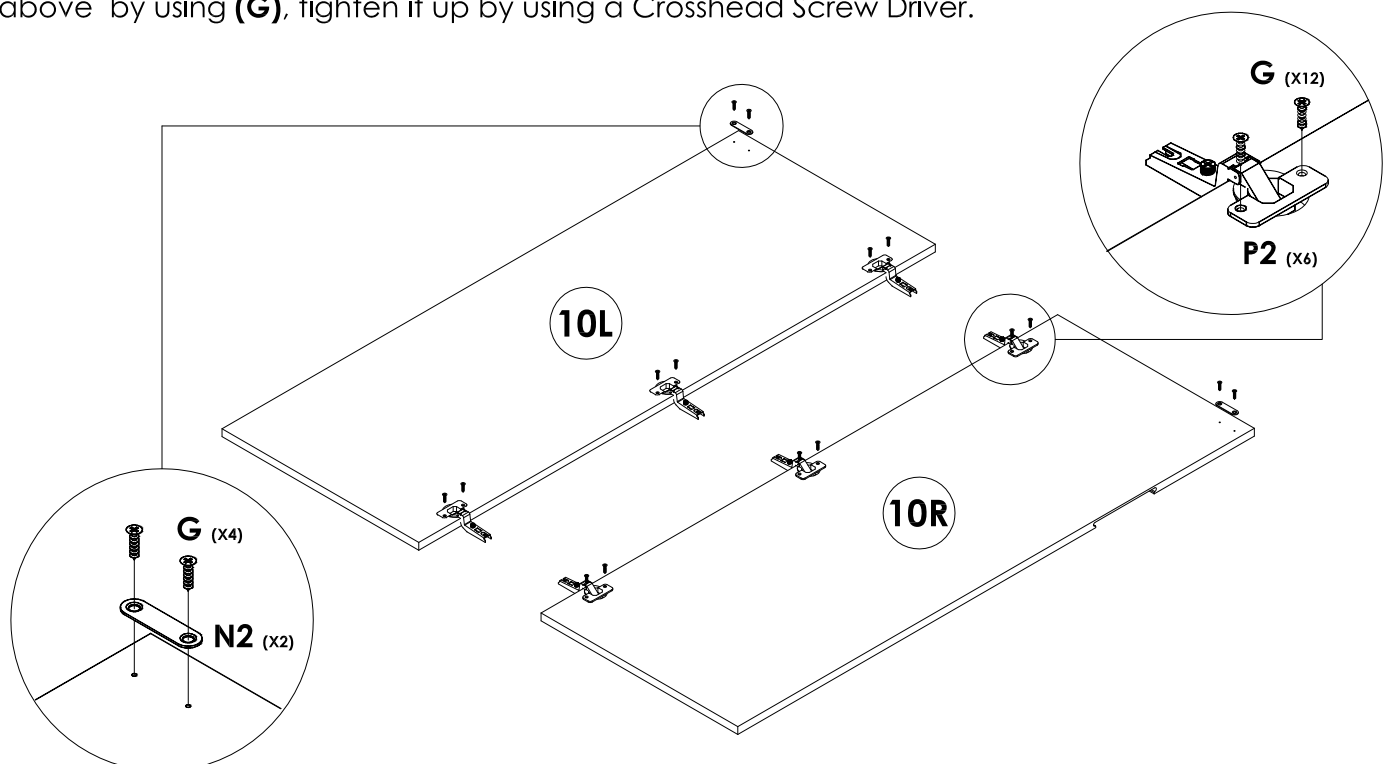 above by using (G), tighten it up by using a Crosshead Screw Driver.
G (X12)
P2 (X6)
10L
10R
G (X4)
N2 (X2)